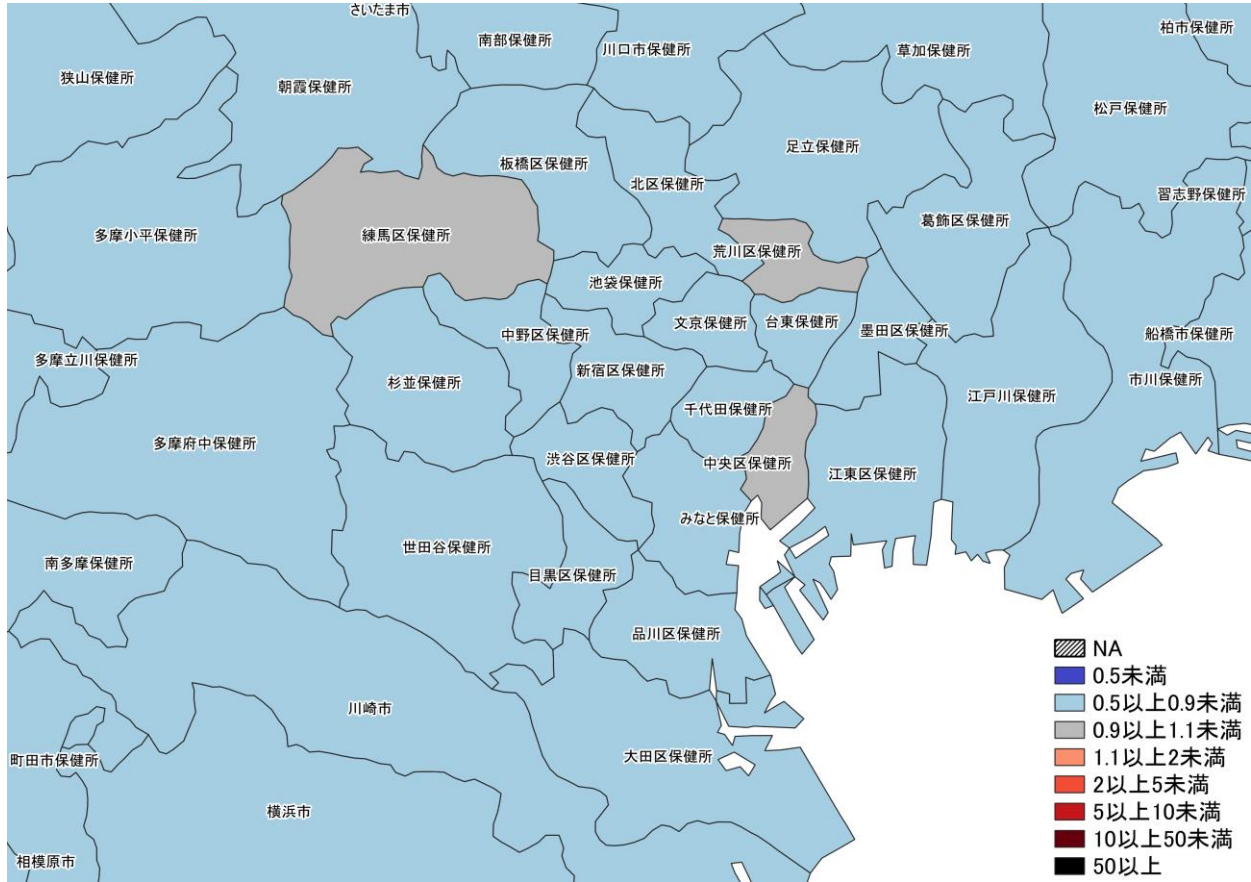 さいたま市
南部保健所
川口市保健所
草加保健所
柏市保健所
狭山保健所
朝霞保健所
松戸保健所
足立保健所
板橋区保健所
北区保健所
習志野保健所
葛飾区保健所
多摩小平保健所
練馬区保健所
荒川区保健所
池袋保健所
文京保健所
台東保健所
墨田区保健所
船橋市保健所
中野区保健所
多摩立川保健所
新宿区保健所
杉並保健所
市川保健所
江戸川保健所
千代田保健所
多摩府中保健所
渋谷区保健所
中央区保健所
江東区保健所
みなと保健所
世田谷保健所
南多摩保健所
目黒区保健所
品川区保健所
川崎市
大田区保健所
町田市保健所
横浜市
相模原市
NA
0.5未満
0.5以上0.9未満
0.9以上1.1未満
1.1以上2未満
2以上5未満
5以上10未満
10以上50未満
50以上